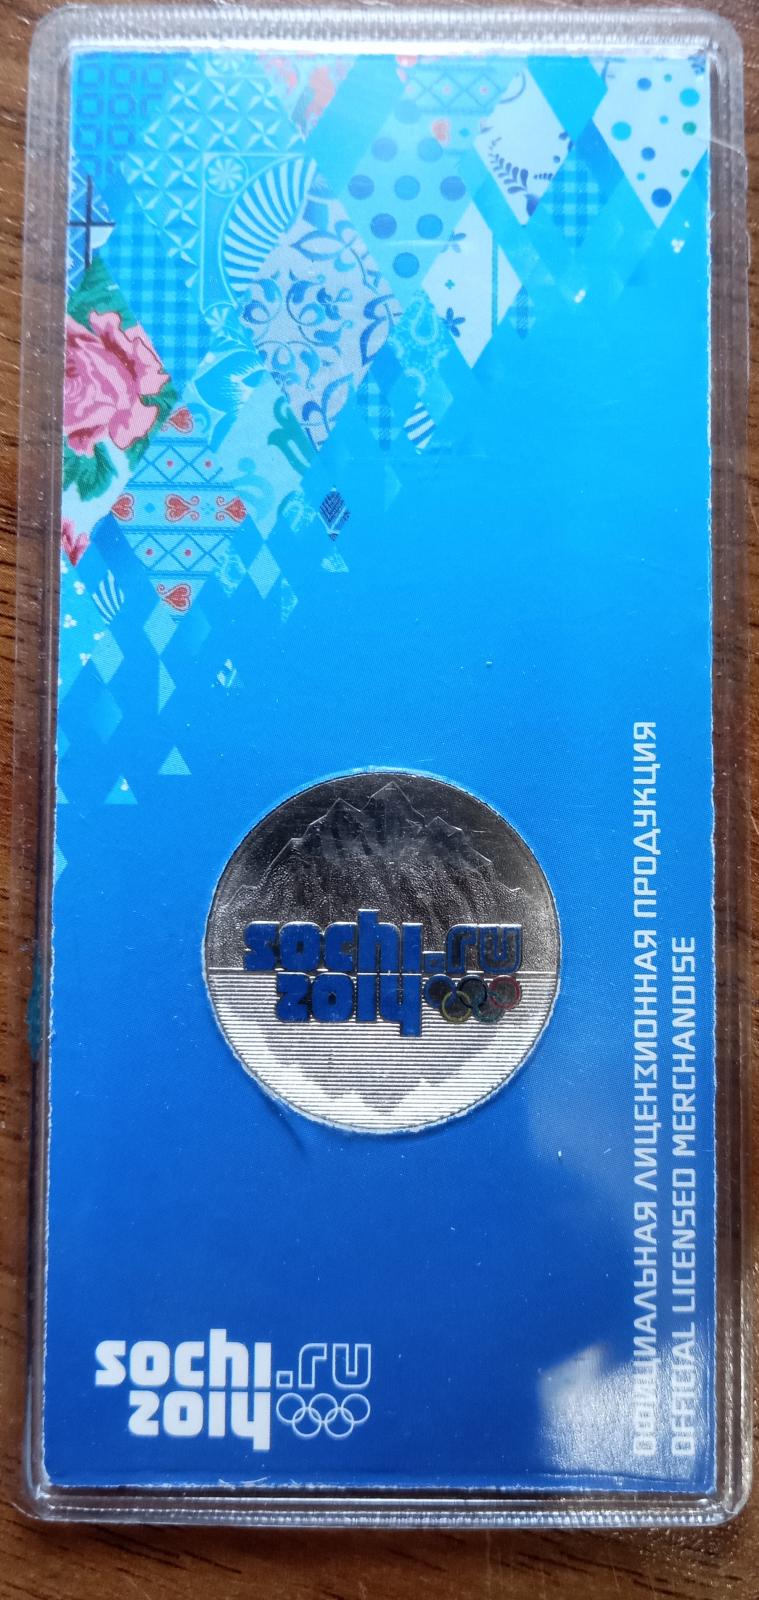 sochi.ru
2014
sochi.ru
2014
ОФИЦИАЛЬНАЯ ЛИЦЕНЗИОННАЯ ПРОДУКЦИЯ
OFFICIAL LICENSED MERCHANDISE